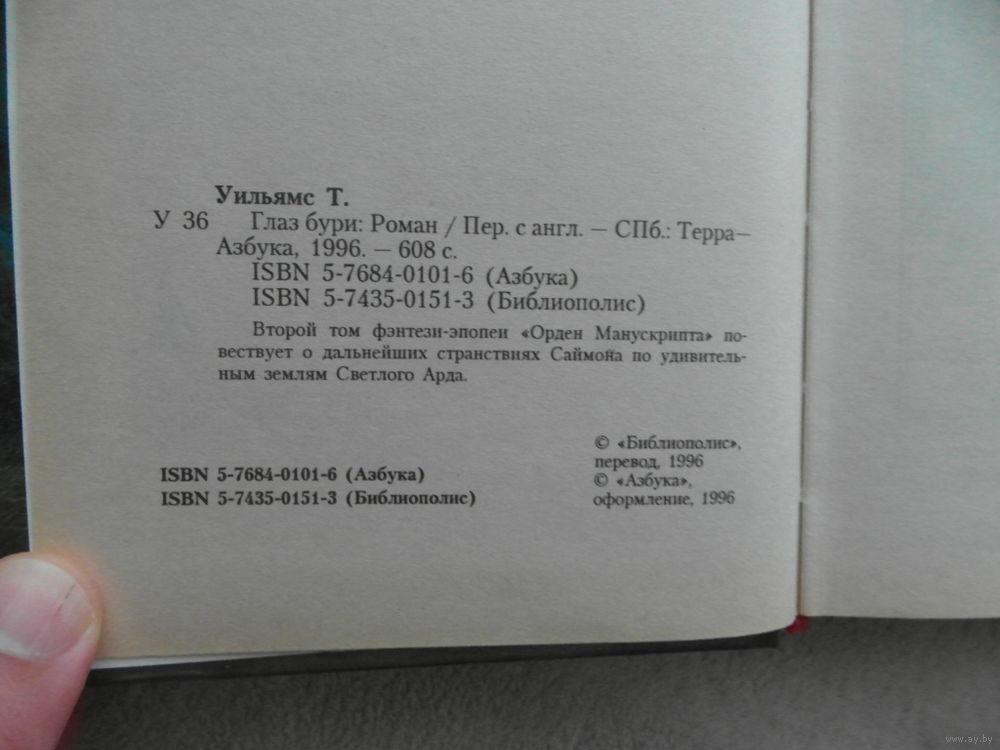 Уильямс Т.
У 36 Глаз бури: Роман / Пер. с англ. — СПб.: Терра—
Азбука, 1996. — 608 с.
ISBN 5-7684-0101-6 (Азбука)
ISBN 5-7435-0151-3 (Библиополис)
Второй том фэнтези-эпопеи «Орден Манускрипта» по-
вествует о дальнейших странствиях Саймона по удивитель-
ным землям Светлого Арда.
ISBN 5-7684-0101-6 (Азбука)
ISBN 5-7435-0151-3 (Библиополис)
© «Библиополис»,
перевод, 1996
© «Азбука»,
оформление, 1996
www.ay.by